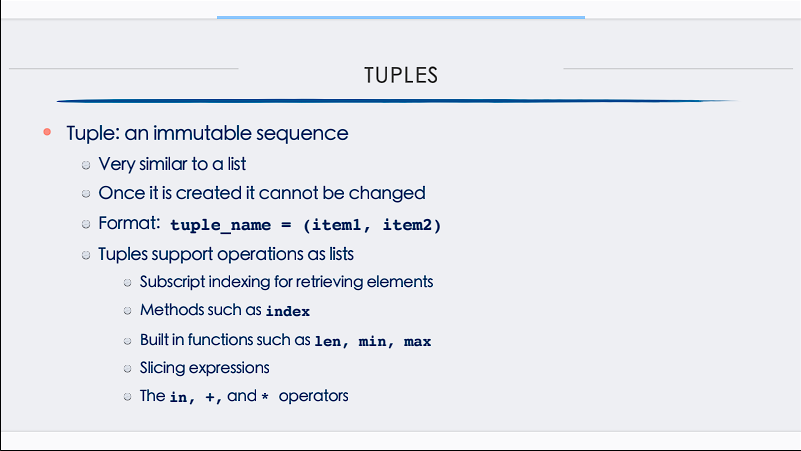 TUPLES
Tuple: an immutable sequence
Very similar to a list
Once it is created it cannot be changed
Format: tuple_name = (item1, item2)
Tuples support operations as lists
Subscript indexing for retrieving elements
Methods such as index
Built in functions such as len, min, max
Slicing expressions
The in, +, and * operators